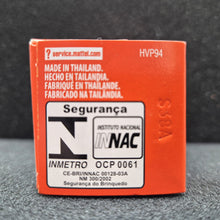 ? service.mattel.com
HVP94
MADE IN THAILAND.
HECHO EN TAILANDIA.
FABRIQUÉ EN THAÏLANDE.
FABRICADO NA TAILÂNDIA.
S39A
Segurança
N
INMETRO
INSTITUTO NACIONAL
INNAC
OCP 0061
CE-BRI/INNAC 00128-03A
NM 300/2002
Segurança do Brinquedo